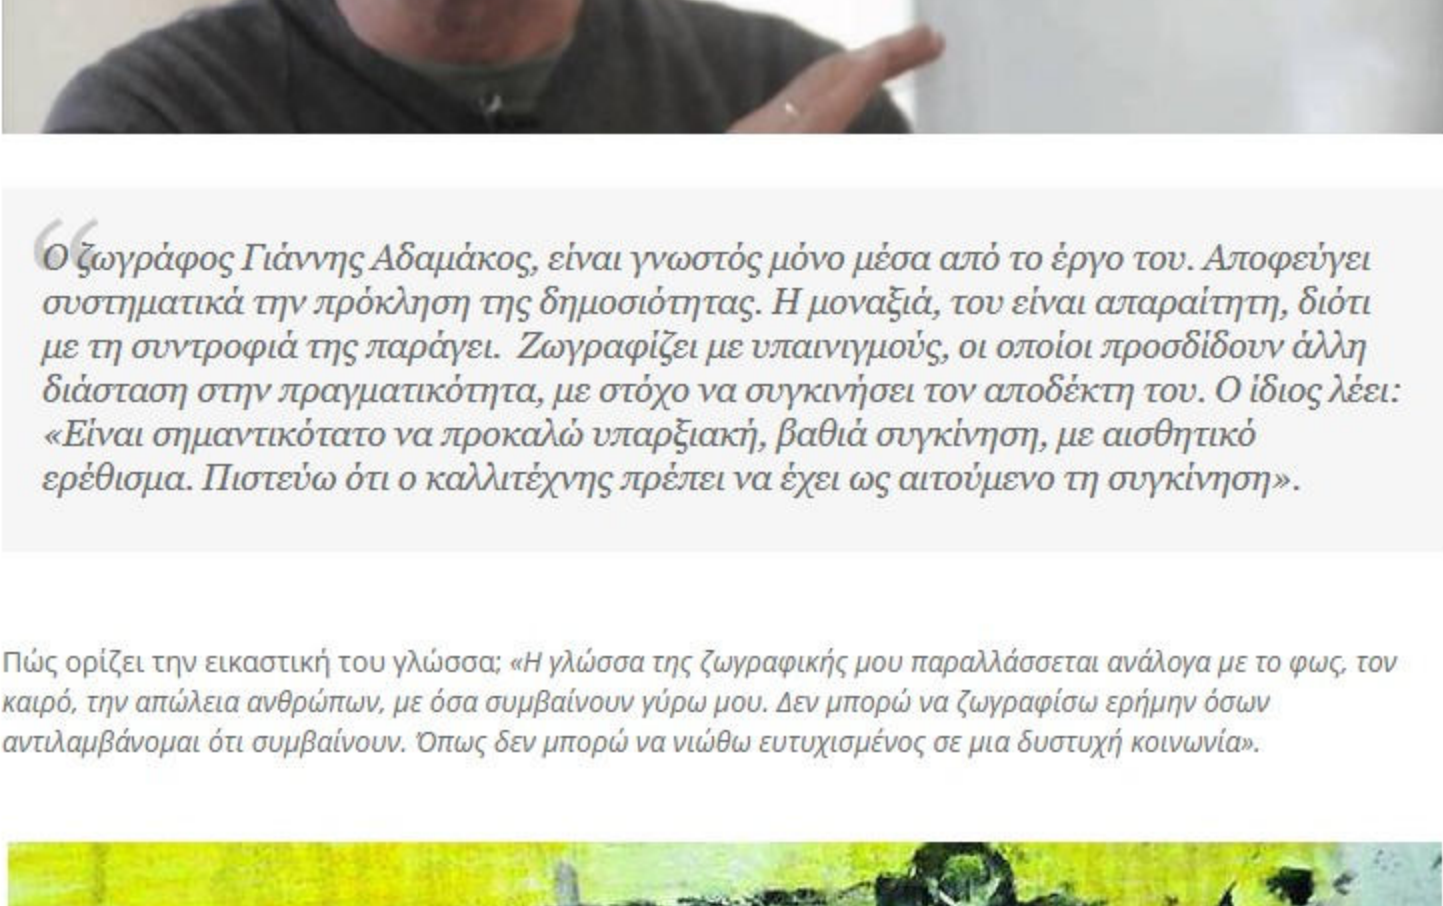 Ο ζωγράφος Γιάννης Αδαμάκος, είναι γνωστός μόνο μέσα από το έργο του. Αποφεύγει
συστηματικά την πρόκληση της δημοσιότητας. Η μοναξιά, του είναι απαραίτητη, διότι
με τη συντροφιά της παράγει.  Ζωγραφίζει με υπαινιγμούς, οι οποίοι προσδίδουν άλλη
διάσταση στην πραγματικότητα, με στόχο να συγκινήσει τον αποδέκτη του. Ο ίδιος λέει:
«Είναι σημαντικότατο να προκαλώ υπαρξιακή, βαθιά συγκίνηση, με αισθητικό
ερέθισμα. Πιστεύω ότι ο καλλιτέχνης πρέπει να έχει ως αιτούμενο τη συγκίνηση».
Πώς ορίζει την εικαστική του γλώσσα; «Η γλώσσα της ζωγραφικής μου παραλλάσσεται ανάλογα με το φως, τον
καιρό, την απώλεια ανθρώπων, με όσα συμβαίνουν γύρω μου. Δεν μπορώ να ζωγραφίσω ερήμην όσων
αντιλαμβάνομαι ότι συμβαίνουν. Όπως δεν μπορώ να νιώθω ευτυχισμένος σε μια δυστυχή κοινωνία».